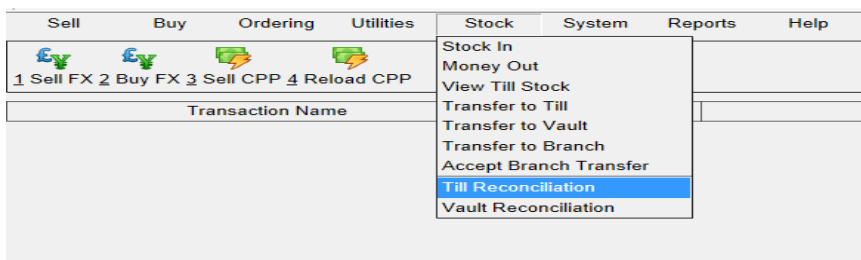 Sell Buy Ordering Utilities Stock System Reports Help
1 Sell FX 2 Buy FX 3 Sell CPP 4 Reload CPP
Transaction Name
Stock In
Money Out
View Till Stock
Transfer to Till
Transfer to Vault
Transfer to Branch
Accept Branch Transfer
Till Reconciliation
Vault Reconciliation